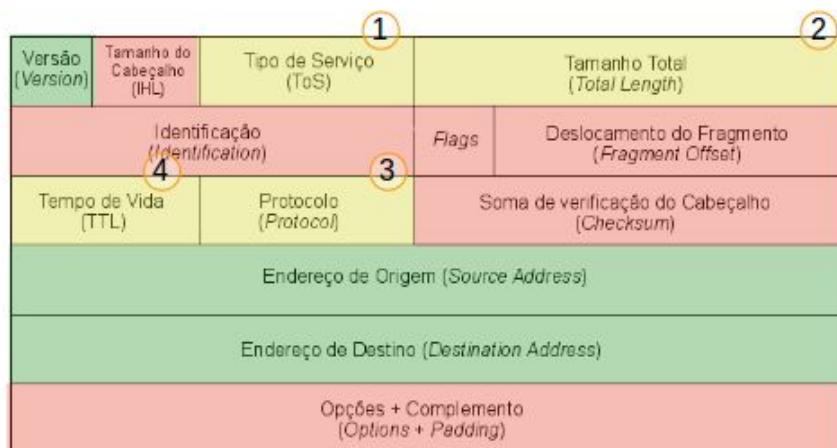 1
2
Versão
(Version)
Tamanho do
Cabeçalho
(IHL)
Tipo de Serviço
(ToS)
Tamanho Total
(Total Length)
Identificação
(Identification)
Flags
Deslocamento do Fragmento
(Fragment Offset)
4
3
Tempo de Vida
(TTL)
Protocolo
(Protocol)
Soma de verificação do Cabeçalho
(Checksum)
Endereço de Origem (Source Address)
Endereço de Destino (Destination Address)
Opções + Complemento
(Options + Padding)